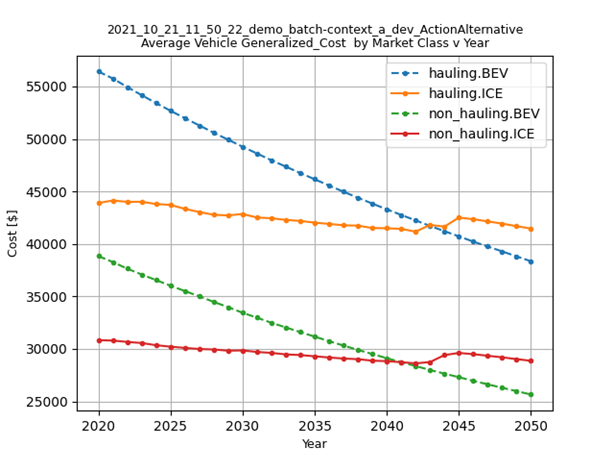 2021_10_21_11_50_22_demo_batch-context_a_dev_ActionAlternative
Average Vehicle Generalized_Cost  by Market Class v Year
hauling.BEV
hauling.ICE
non_hauling.BEV
non_hauling.ICE
Cost [$]
55000
50000
45000
40000
35000
30000
25000
2020 2025 2030 2035 2040 2045 2050
Year